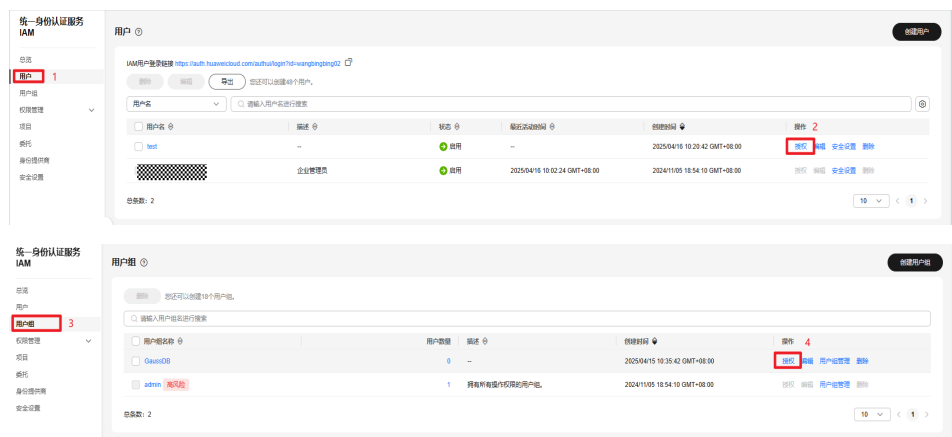 统一身份认证服务
IAM
用户
创建用户
总览
用户 1
用户组
权限管理
项目
委托
身份提供商
安全设置
IAM用户登录链接 https://auth.huaweicloud.com/authui/login?id=wangbingbing02
删除 编辑 导出 您还可以创建48个用户。
用户名 请输入用户名进行搜索
用户名 描述 状态 最近活动时间 创建时间 操作 2
test -- 启用 -- 2025/04/16 10:20:42 GMT+08:00 授权 编辑 安全设置 删除
企业管理员 启用 2025/04/16 10:02:24 GMT+08:00 2024/11/05 18:54:10 GMT+08:00 授权 编辑 安全设置 删除
总条数: 2 10 1
统一身份认证服务
IAM
用户组
创建用户组
总览
用户
用户组 3
权限管理
项目
委托
身份提供商
安全设置
删除 您还可以创建18个用户组。
请输入用户组名进行搜索
用户组名称 用户数量 描述 创建时间 操作 4
GaussDB 0 -- 2025/04/15 10:35:42 GMT+08:00 授权 编辑 用户组管理 删除
admin 高风险 1 拥有所有操作权限的用户组。 2024/11/05 18:54:10 GMT+08:00 授权 编辑 用户组管理 删除
总条数: 2 10 1